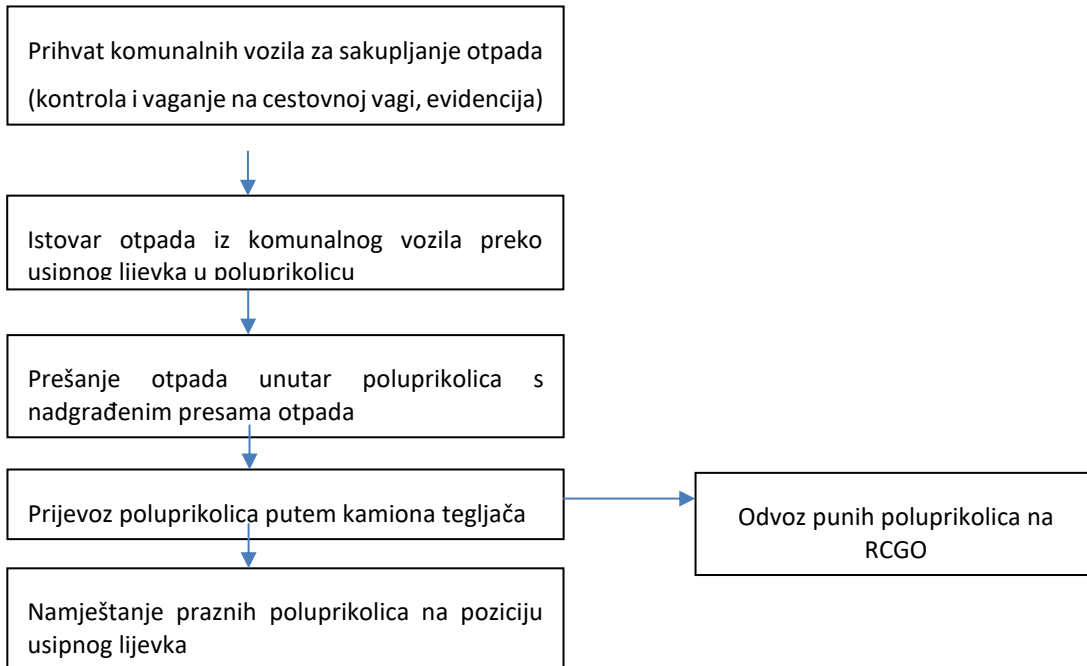 Prihvat komunalnih vozila za sakupljanje otpada
(kontrola i vaganje na cestovnoj vagi, evidencija)
Istovar otpada iz komunalnog vozila preko
usipnog lijevka u poluprikolicu
Prešanje otpada unutar poluprikolica s
nadgrađenim presama otpada
Prijevoz poluprikolica putem kamiona tegljača
Odvoz punih poluprikolica na
RCGO
Namještanje praznih poluprikolica na poziciju
usipnog lijevka